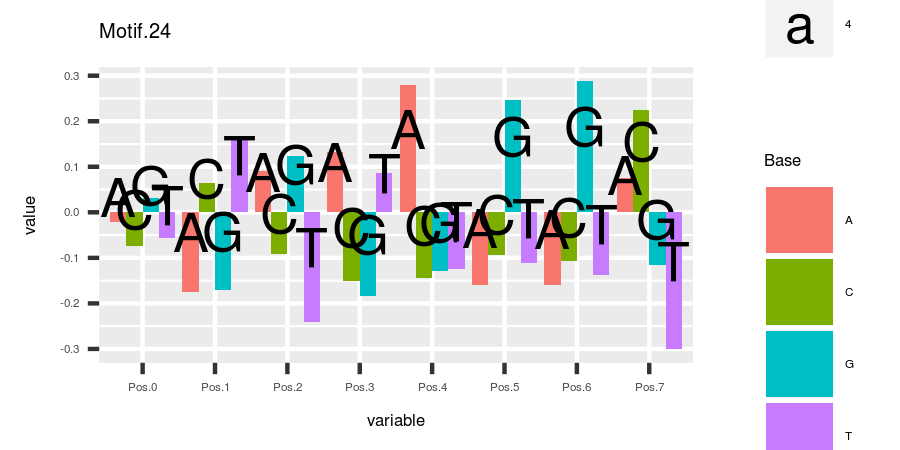 Motif.24
value
0.3
0.2
0.1
0.0
-0.1
-0.2
-0.3
A C G T A C G T A C G T A C G T A C G T A C G T A C G T A C G T
Pos.0 Pos.1 Pos.2 Pos.3 Pos.4 Pos.5 Pos.6 Pos.7
variable
a 4
Base
A
C
G
T